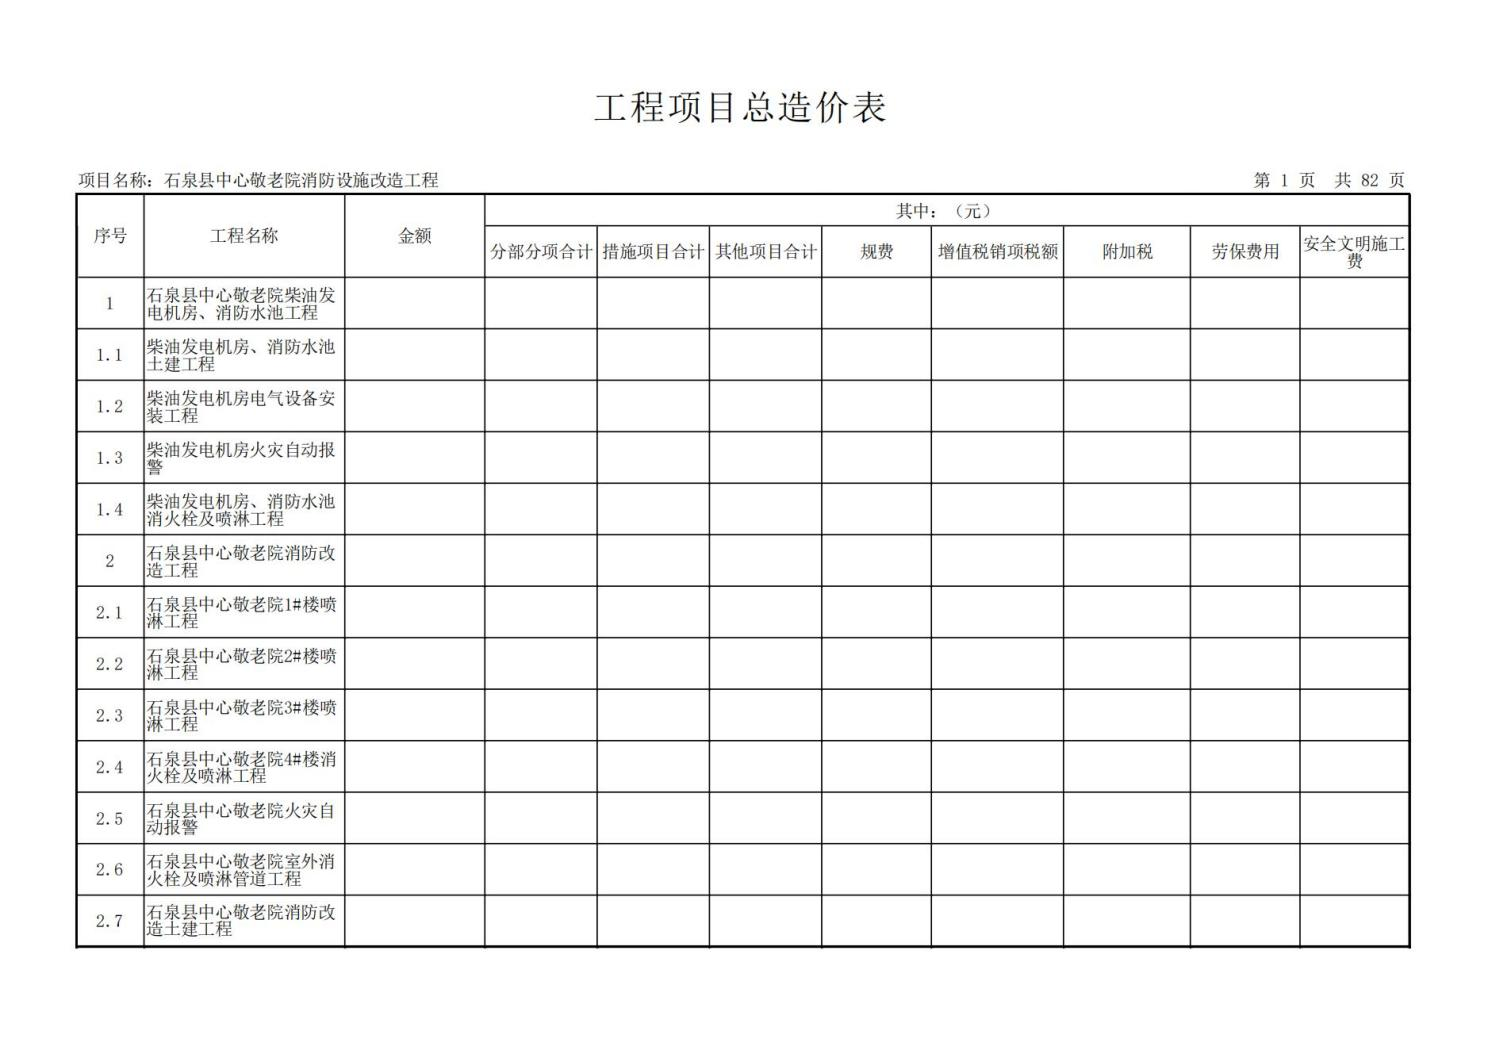 工程项目总造价表
项目名称：石泉县中心敬老院消防设施改造工程
第 1 页 共 82 页
序号
工程名称
金额
其中：（元）
分部分项合计
措施项目合计
其他项目合计
规费
增值税销项税额
附加税
劳保费用
安全文明施工
费
1
石泉县中心敬老院柴油发
电机房、消防水池工程
1.1
柴油发电机房、消防水池
土建工程
1.2
柴油发电机房电气设备安
装工程
1.3
柴油发电机房火灾自动报
警
1.4
柴油发电机房、消防水池
消火栓及喷淋工程
2
石泉县中心敬老院消防改
造工程
2.1
石泉县中心敬老院1#楼喷
淋工程
2.2
石泉县中心敬老院2#楼喷
淋工程
2.3
石泉县中心敬老院3#楼喷
淋工程
2.4
石泉县中心敬老院4#楼消
火栓及喷淋工程
2.5
石泉县中心敬老院火灾自
动报警
2.6
石泉县中心敬老院室外消
火栓及喷淋管道工程
2.7
石泉县中心敬老院消防改
造土建工程